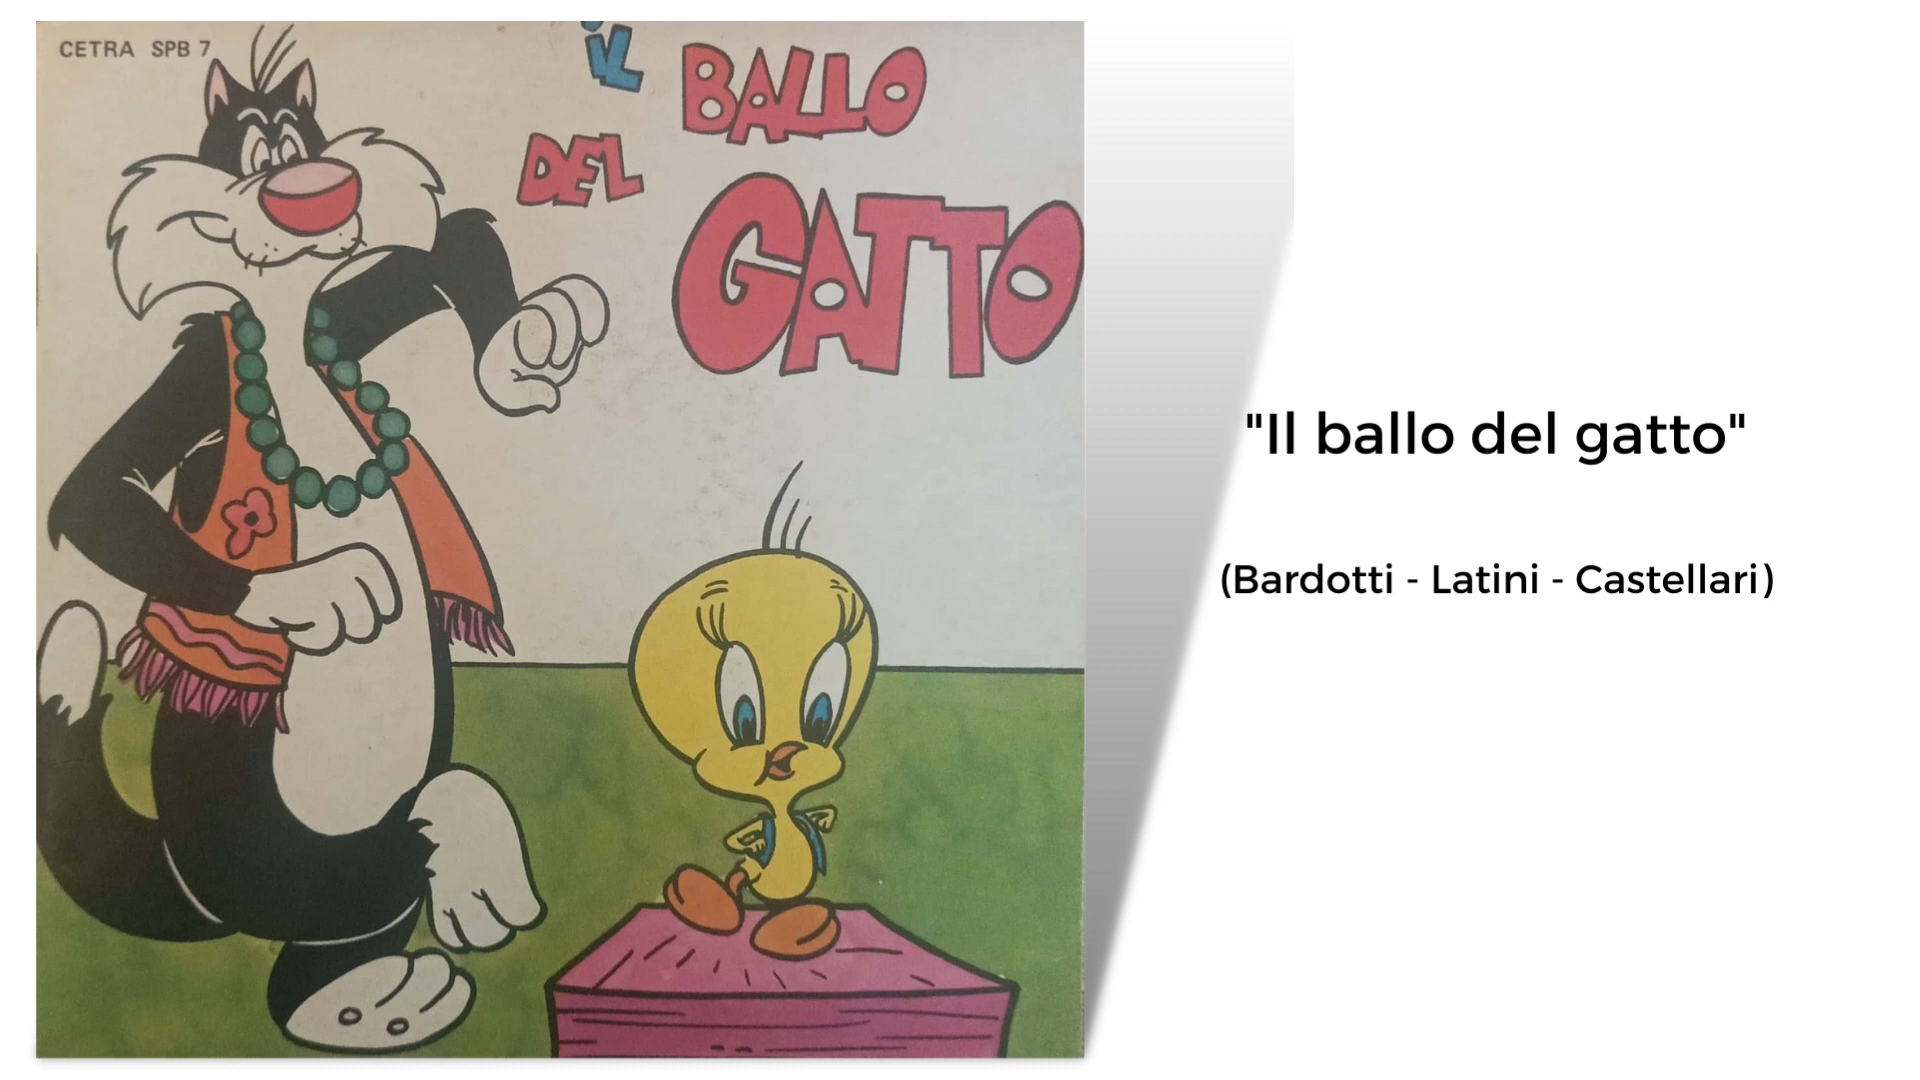 CETRA SPB 7
iL BALLO
DEL
GATTO
"Il ballo del gatto"
(Bardotti - Latini - Castellari)